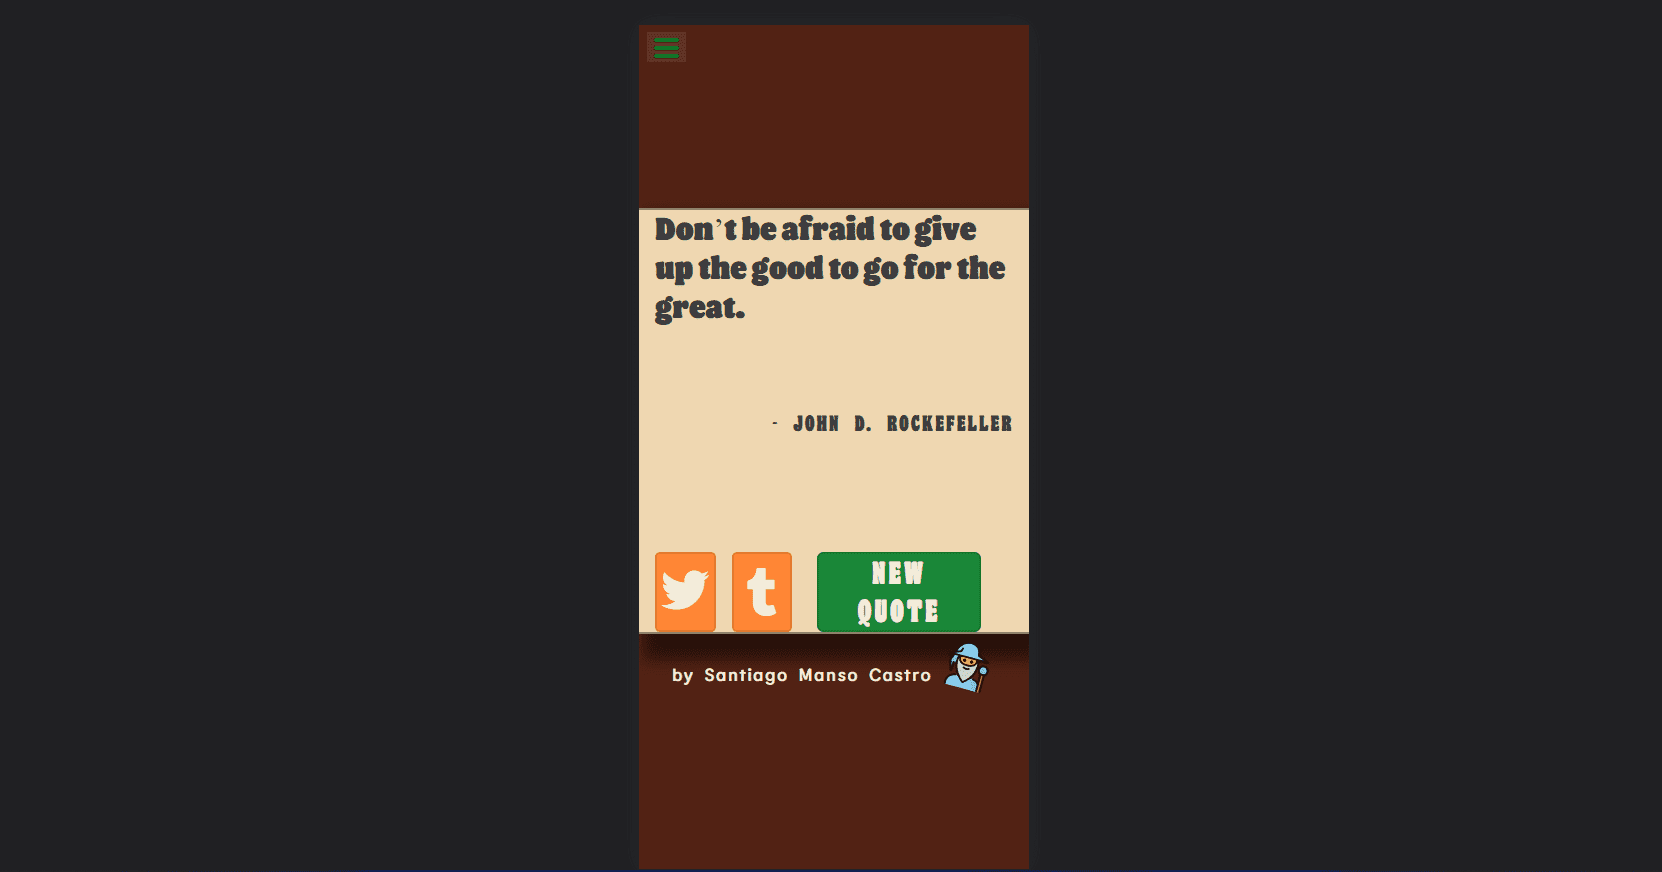 Don’t be afraid to give
up the good to go for the
great.
- JOHN D. ROCKEFELLER
NEW
QUOTE
by Santiago Manso Castro